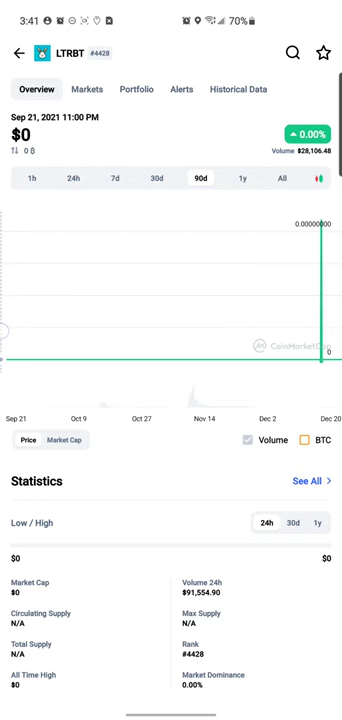 3:41
70%
LTRBT #4428
Overview Markets Portfolio Alerts Historical Data
Sep 21, 2021 11:00 PM
$0
0.00%
0 ₿
Volume $28,106.48
1h 24h 7d 30d 90d 1y All
0.00000000
CoinMarketCap
0
Sep 21 Oct 9 Oct 27 Nov 14 Dec 2 Dec 20
Price Market Cap Volume BTC
Statistics See All
Low / High 24h 30d 1y
$0 $0
Market Cap Volume 24h
$0 $91,554.90
Circulating Supply Max Supply
N/A N/A
Total Supply Rank
N/A #4428
All Time High Market Dominance
$0 0.00%